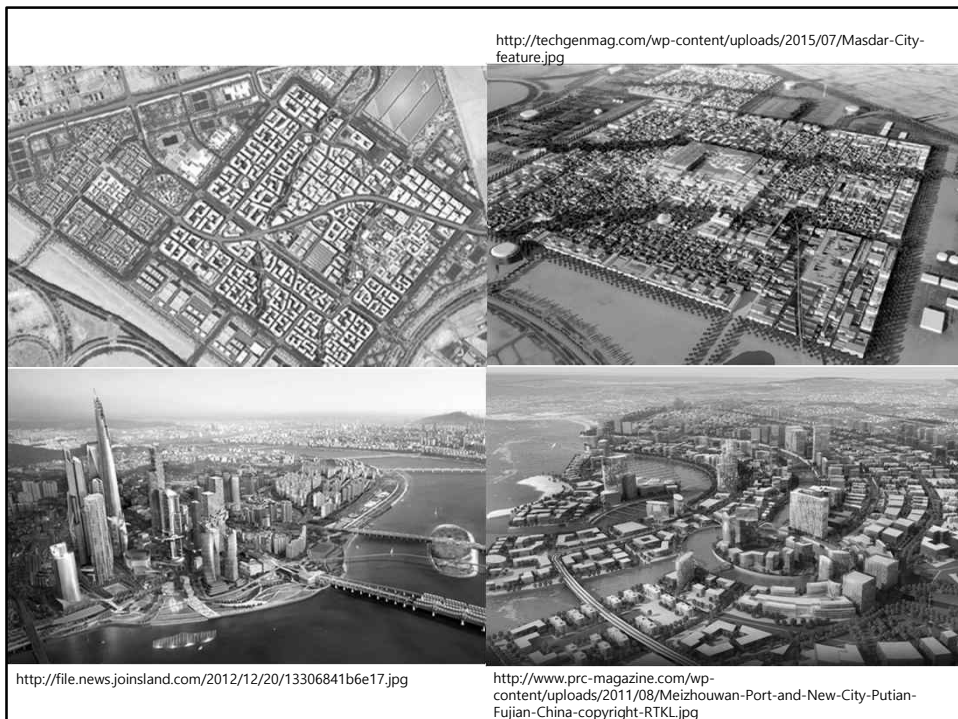 http://techgenmag.com/wp-content/uploads/2015/07/Masdar-City-
feature.jpg
http://file.news.joinsland.com/2012/12/20/13306841b6e17.jpg
http://www.prc-magazine.com/wp-
content/uploads/2011/08/Meizhouwan-Port-and-New-City-Putian-
Fujian-China-copyright-RTKL.jpg